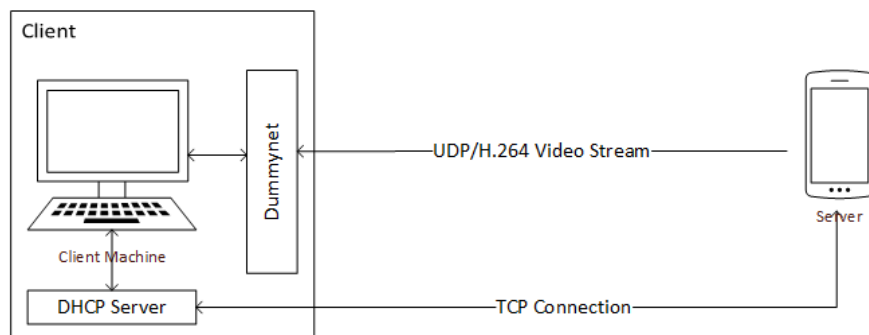 Client
Dummynet
UDP/H.264 Video Stream
Server
Client Machine
DHCP Server
TCP Connection